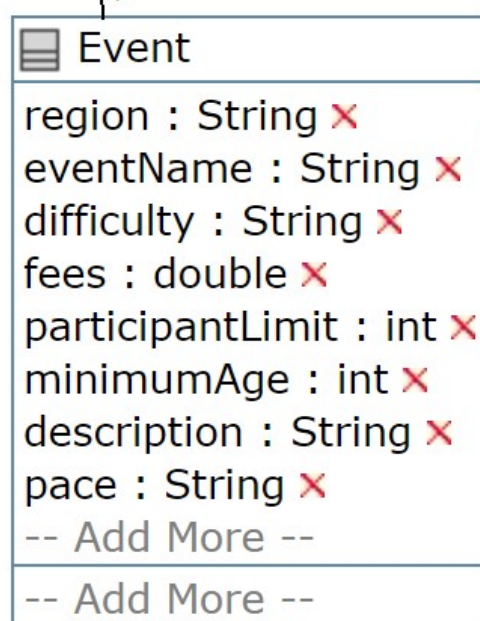 Event
region : String
eventName : String
difficulty : String
fees : double
participantLimit : int
minimumAge : int
description : String
pace : String
-- Add More --
-- Add More --